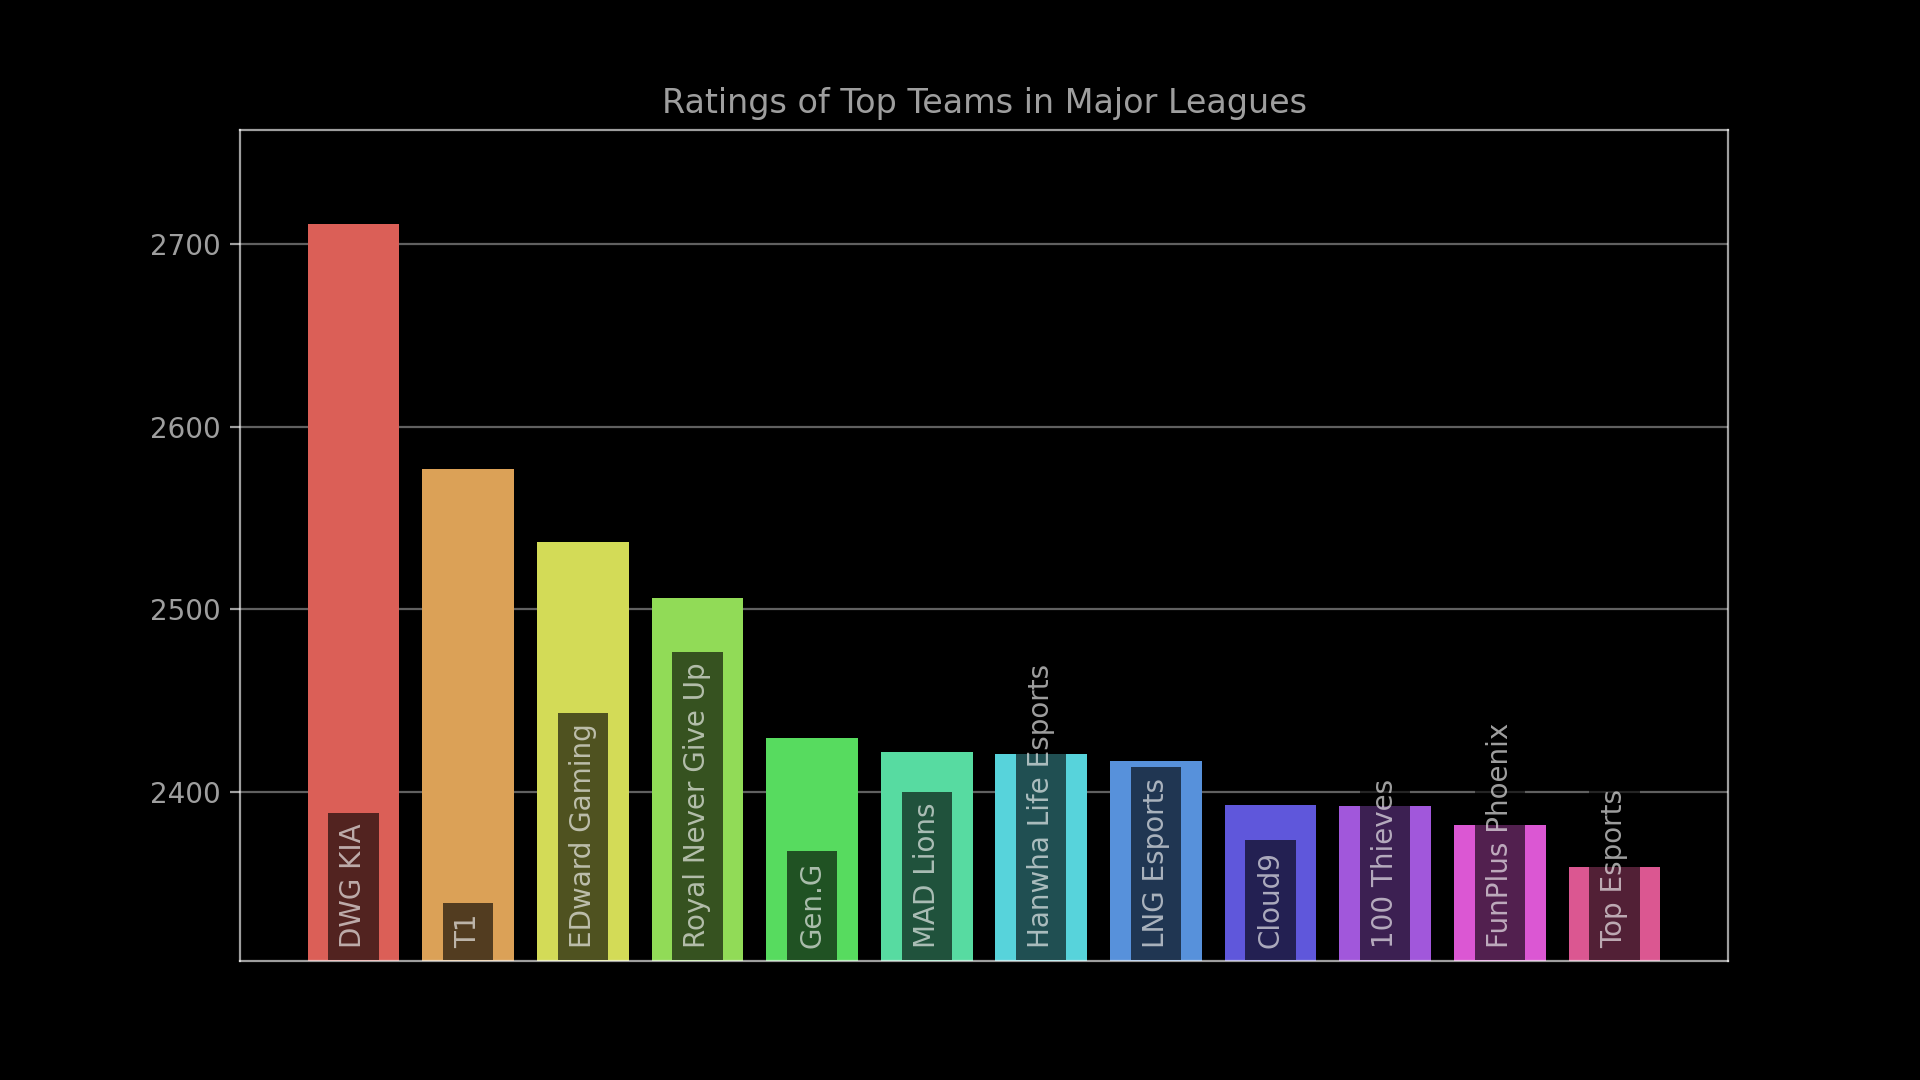 Ratings of Top Teams in Major Leagues
2700
2600
2500
2400
DWG KIA
T1
EDward Gaming
Royal Never Give Up
Gen.G
MAD Lions
Hanwha Life Esports
LNG Esports
Cloud9
100 Thieves
FunPlus Phoenix
Top Esports